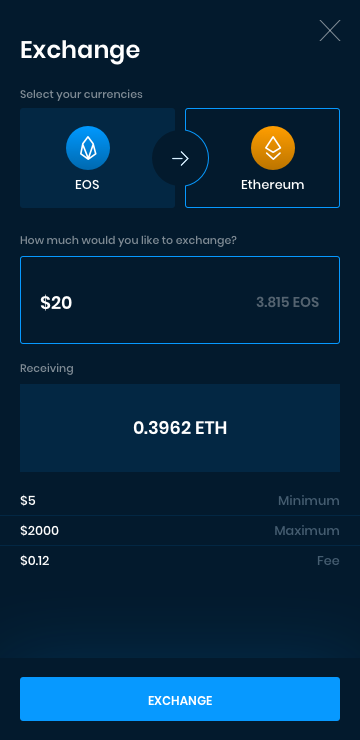 Exchange
Select your currencies
EOS
Ethereum
How much would you like to exchange?
$20 3.815 EOS
Receiving
0.3962 ETH
$5 Minimum
$2000 Maximum
$0.12 Fee
EXCHANGE